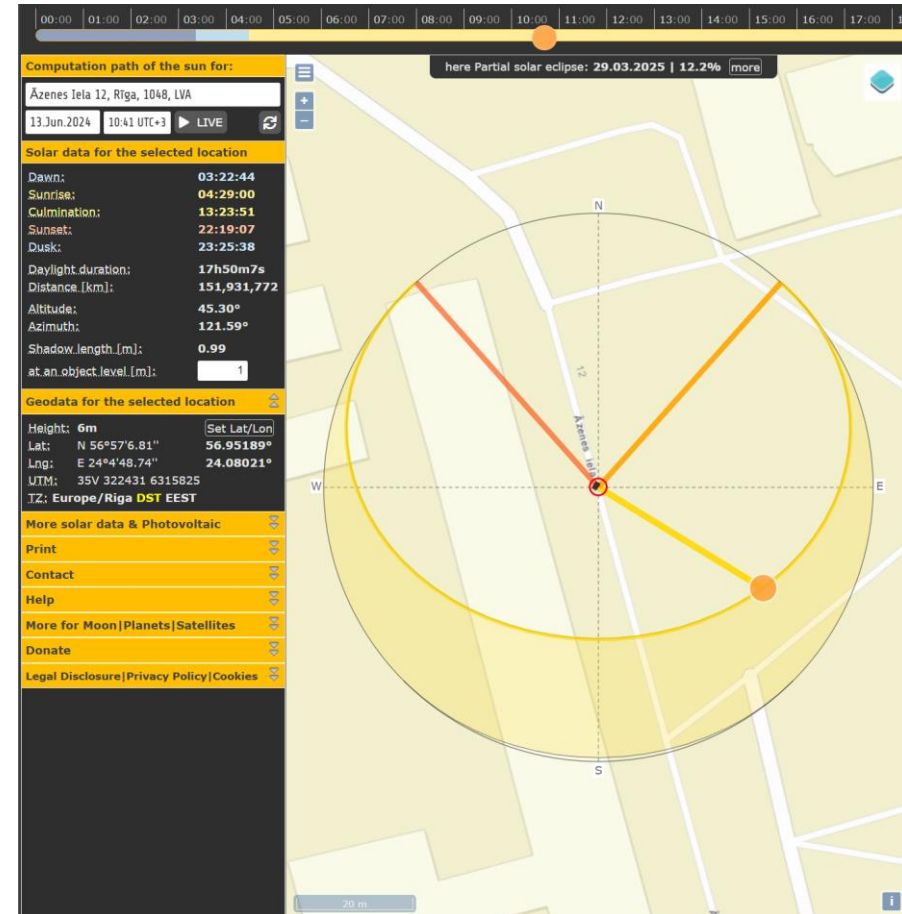 00:00 01:00 02:00 03:00 04:00 05:00 06:00 07:00 08:00 09:00 10:00 11:00 12:00 13:00 14:00 15:00 16:00 17:00
Computation path of the sun for:
Āzenes Iela 12, Rīga, 1048, LVA
13.Jun.2024 10:41 UTC+3 LIVE
Solar data for the selected location
Dawn: 03:22:44
Sunrise: 04:29:00
Culmination: 13:23:51
Sunset: 22:19:07
Dusk: 23:25:38
Daylight duration: 17h50m7s
Distance [km]: 151,931,772
Altitude: 45.30°
Azimuth: 121.59°
Shadow length [m]: 0.99
at an object level [m]: 1
Geodata for the selected location
Height: 6m Set Lat/Lon
Lat: N 56°57'6.81'' 56.95189°
Lng: E 24°4'48.74'' 24.08021°
UTM: 35V 322431 6315825
TZ: Europe/Riga DST EEST
More solar data & Photovoltaic
Print
Contact
Help
More for Moon|Planets|Satellites
Donate
Legal Disclosure|Privacy Policy|Cookies
here Partial solar eclipse: 29.03.2025 | 12.2% more
+
−
N
12
Āzenes iela
W
E
S
20 m
i